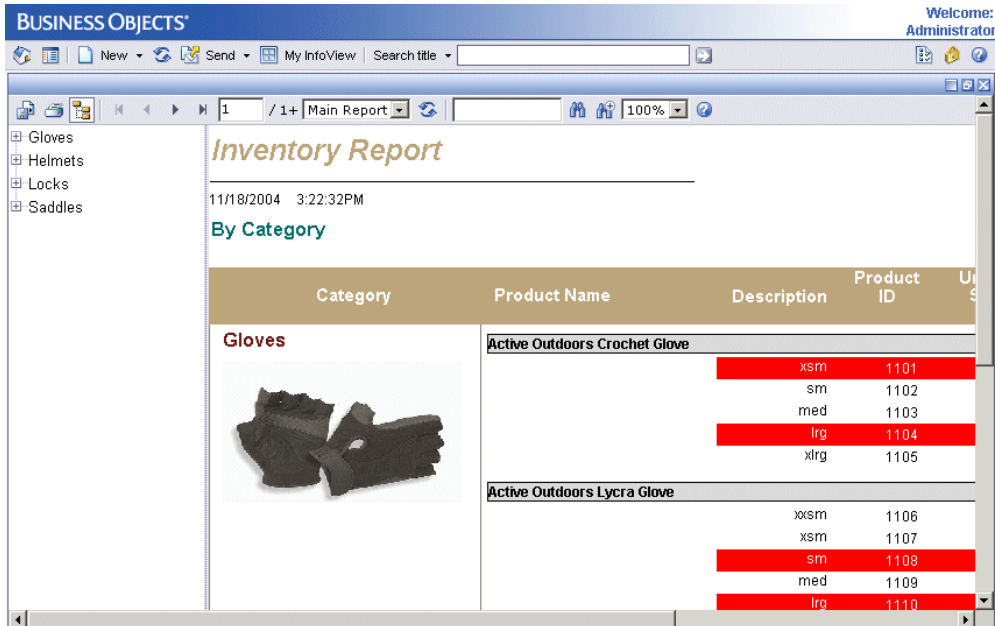 BUSINESS OBJECTS
Welcome:
Administrator
New Send My InfoView Search title
1 / 1+ Main Report 100%
Gloves
Helmets
Locks
Saddles
Inventory Report
11/18/2004 3:22:32PM
By Category
Category Product Name Description Product ID
Gloves
Active Outdoors Crochet Glove
xsm 1101
sm 1102
med 1103
lrg 1104
xlrg 1105
Active Outdoors Lycra Glove
xxsm 1106
xsm 1107
sm 1108
med 1109
lrg 1110